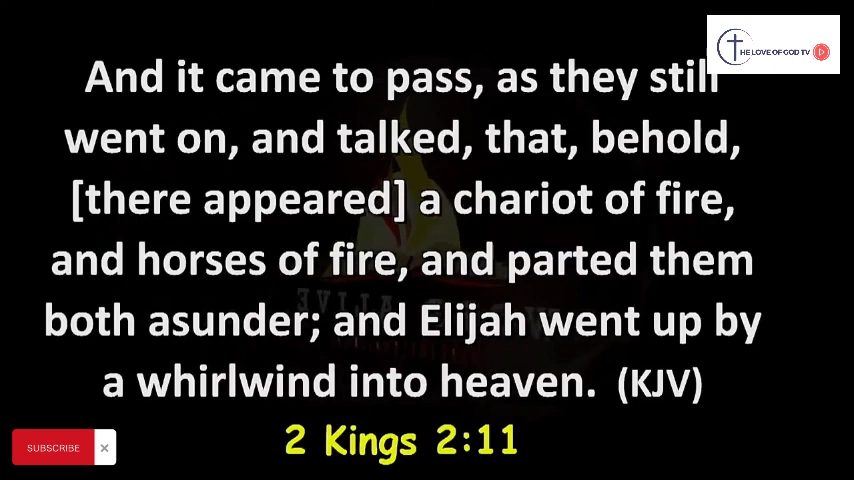 THE LOVE OF GOD TV
And it came to pass, as they still
went on, and talked, that, behold,
[there appeared] a chariot of fire,
and horses of fire, and parted them
both asunder; and Elijah went up by
a whirlwind into heaven. (KJV)
2 Kings 2:11
SUBSCRIBE